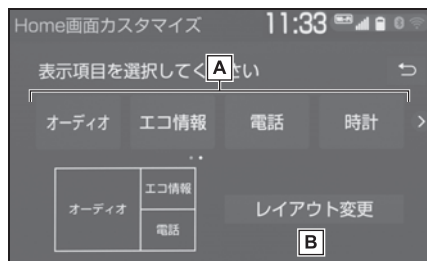 Home画面カスタマイズ 11:33
表示項目を選択してください
A
オーディオ エコ情報 電話 時計 >
オーディオ エコ情報
電話
レイアウト変更
B